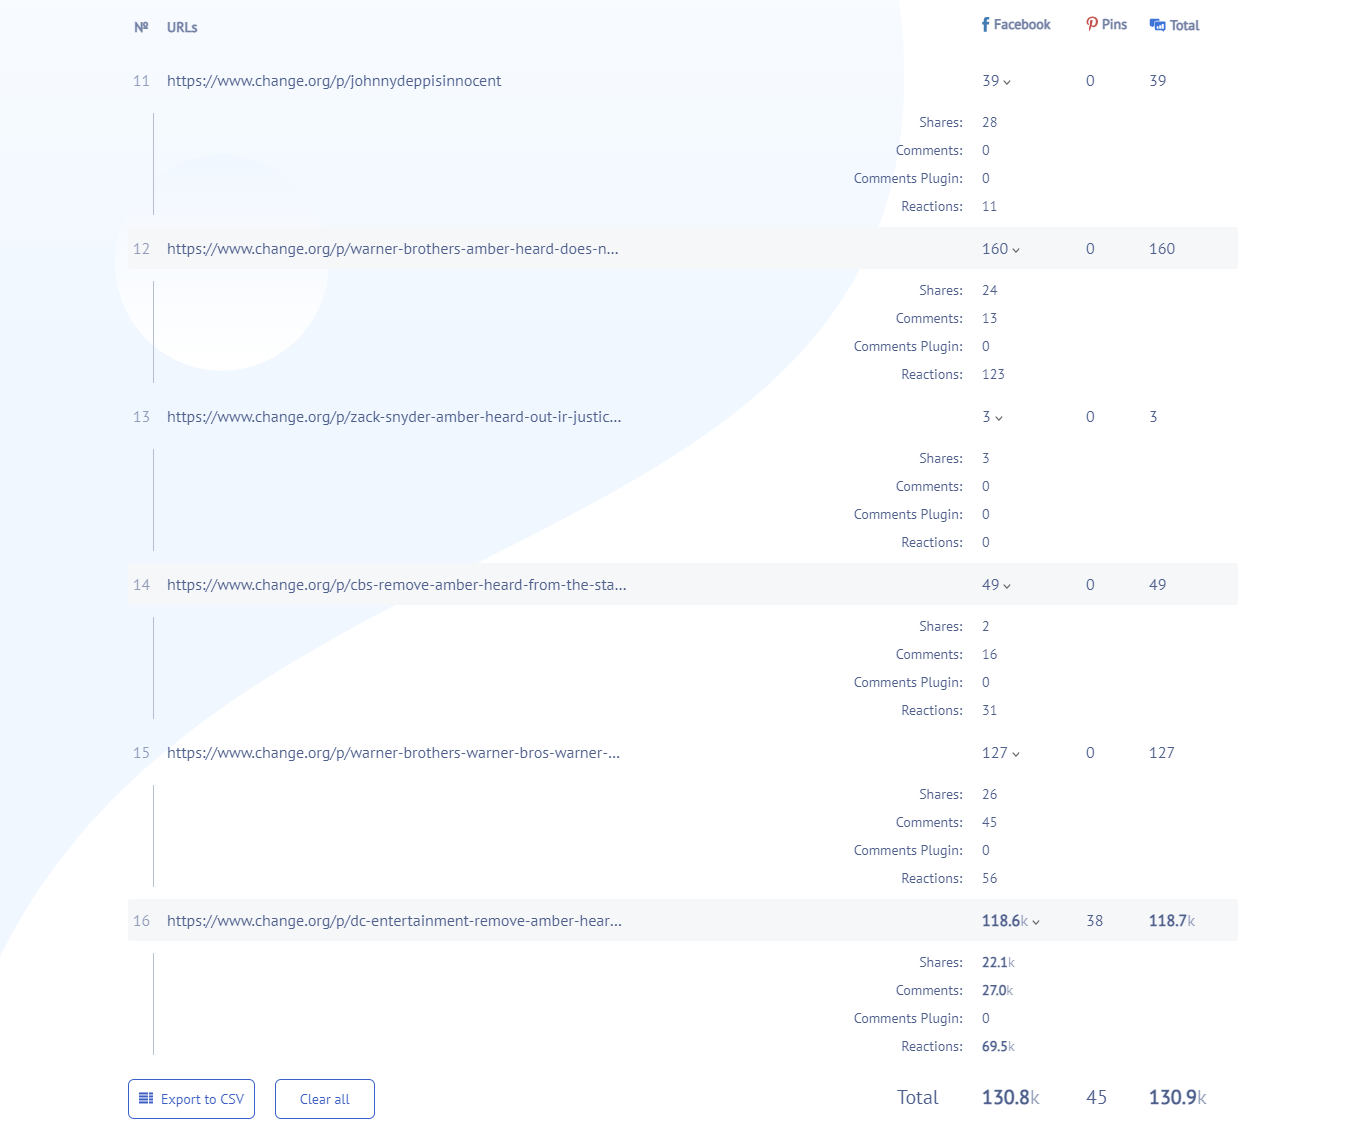 № URLs Facebook Pins Total
11 https://www.change.org/p/johnnydeppisinnocent 39 0 39
Shares: 28
Comments: 0
Comments Plugin: 0
Reactions: 11
12 https://www.change.org/p/warner-brothers-amber-heard-does-n... 160 0 160
Shares: 24
Comments: 13
Comments Plugin: 0
Reactions: 123
13 https://www.change.org/p/zack-snyder-amber-heard-out-ir-justic... 3 0 3
Shares: 3
Comments: 0
Comments Plugin: 0
Reactions: 0
14 https://www.change.org/p/cbs-remove-amber-heard-from-the-sta... 49 0 49
Shares: 2
Comments: 16
Comments Plugin: 0
Reactions: 31
15 https://www.change.org/p/warner-brothers-warner-bros-warner-... 127 0 127
Shares: 26
Comments: 45
Comments Plugin: 0
Reactions: 56
16 https://www.change.org/p/dc-entertainment-remove-amber-hear... 118.6k 38 118.7k
Shares: 22.1k
Comments: 27.0k
Comments Plugin: 0
Reactions: 69.5k
Export to CSV Clear all Total 130.8k 45 130.9k